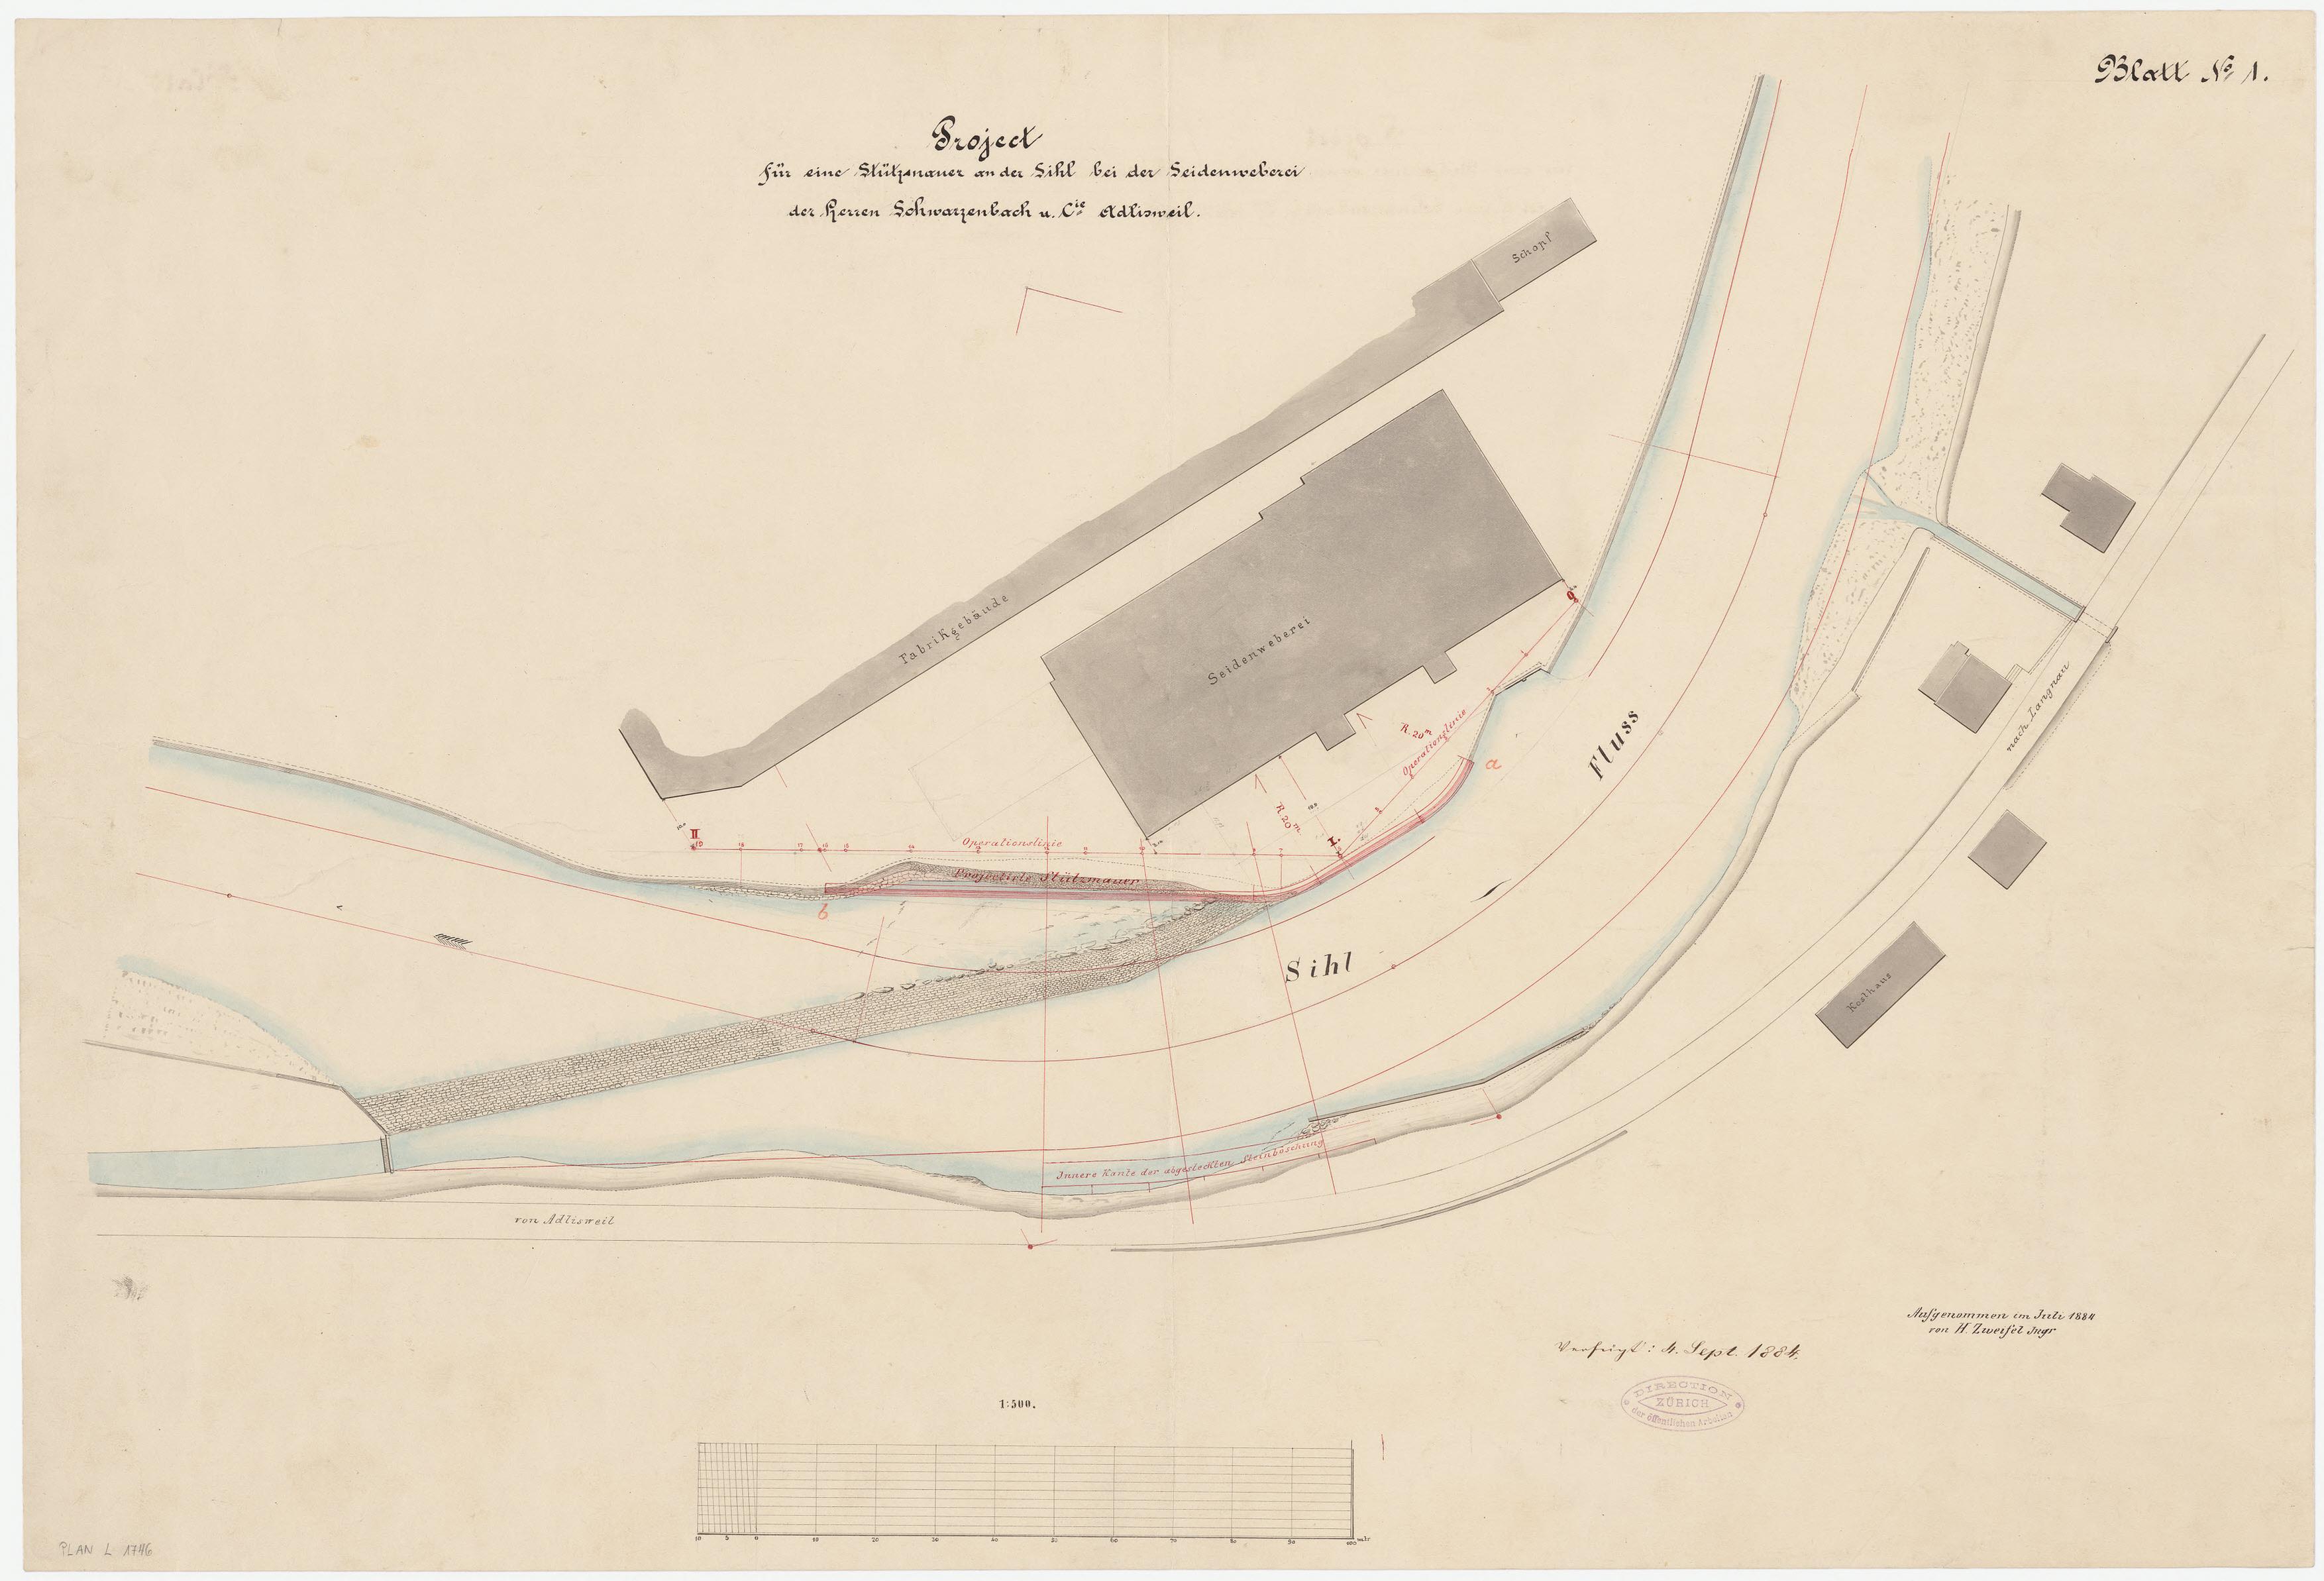 Blatt No 1.
Project
für eine Stützmauer an der Sihl bei der Seidenweberei
der Herren Schwarzenbach u. Cie Adlisweil.
Schopf
Fabrikgebäude
Seidenweberei
R. 20m
Operationslinie
R. 20m
a
Fluss
nach Langnau
II
I
Operationslinie
Projectirte Stützmauer
b
Sihl
Kosthaus
Innere Kante der abgesteckten Steinböschung
von Adlisweil
Aufgenommen im Juli 1884
von H. Zweifel Ingr
Verfügt: 4. Sept. 1884.
DIRECTION
ZÜRICH
der öffentlichen Arbeiten
1:500.
10 5 0 10 20 30 40 50 60 70 80 90 100 mtr
PLAN L 1746